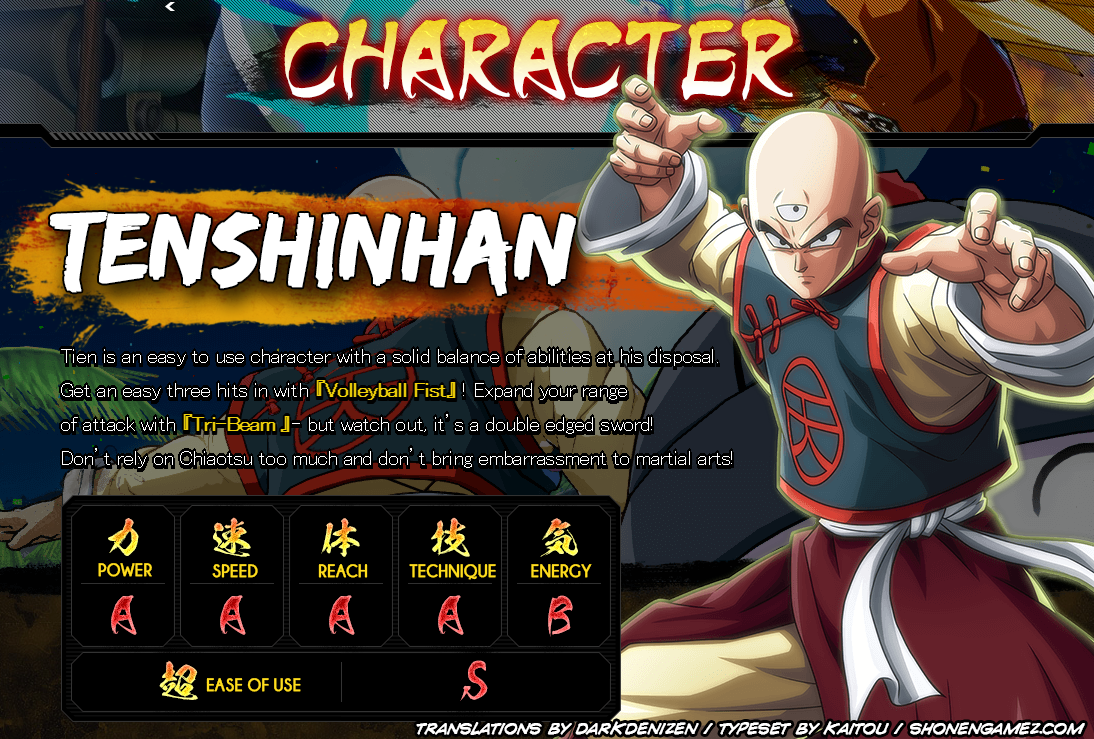 CHARACTER
TENSHINHAN
Tien is an easy to use character with a solid balance of abilities at his disposal.
Get an easy three hits in with『Volleyball Fist』! Expand your range
of attack with『Tri-Beam 』- but watch out, it's a double edged sword!
Don't rely on Chiaotsu too much and don't bring embarrassment to martial arts!
力 速 体 技 気
POWER SPEED REACH TECHNIQUE ENERGY
A A A A B
超 EASE OF USE S
TRANSLATIONS BY DARKDENIZEN / TYPESET BY KAITOU / SHONENGAMEZ.COM